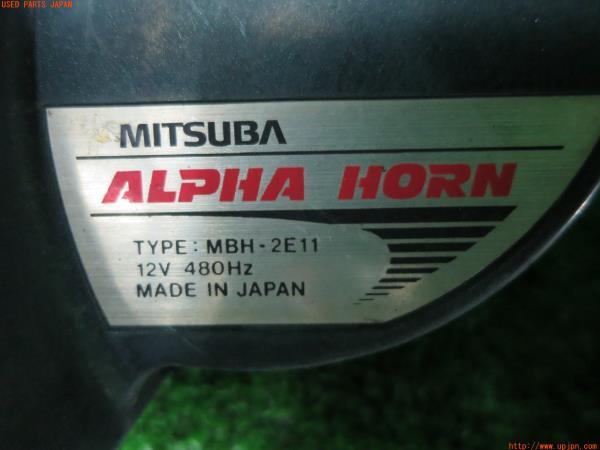 USED PARTS JAPAN
MITSUBA
ALPHA HORN
TYPE: MBH-2E11
12V 480Hz
MADE IN JAPAN
http://www.upjpn.com/